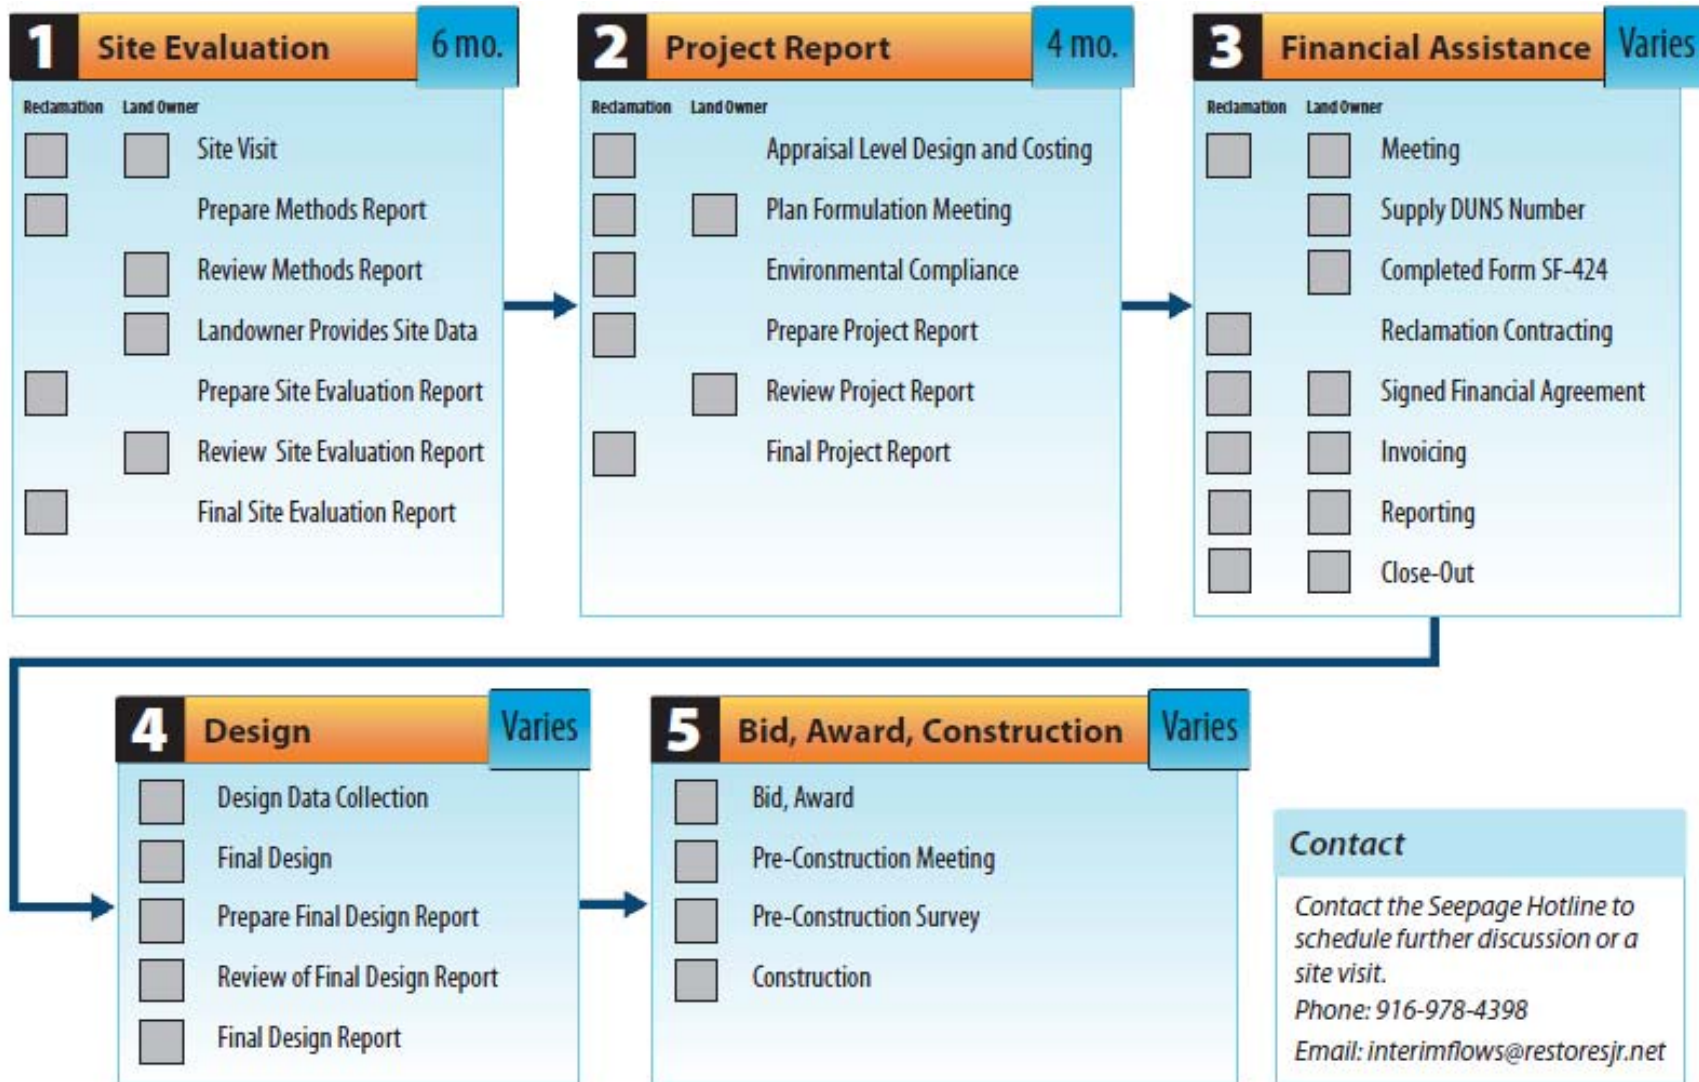 1 Site Evaluation 6 mo.
Reclamation Land Owner
Site Visit
Prepare Methods Report
Review Methods Report
Landowner Provides Site Data
Prepare Site Evaluation Report
Review Site Evaluation Report
Final Site Evaluation Report
2 Project Report 4 mo.
Reclamation Land Owner
Appraisal Level Design and Costing
Plan Formulation Meeting
Environmental Compliance
Prepare Project Report
Review Project Report
Final Project Report
3 Financial Assistance Varies
Reclamation Land Owner
Meeting
Supply DUNS Number
Completed Form SF-424
Reclamation Contracting
Signed Financial Agreement
Invoicing
Reporting
Close-Out
4 Design Varies
Design Data Collection
Final Design
Prepare Final Design Report
Review of Final Design Report
Final Design Report
5 Bid, Award, Construction Varies
Bid, Award
Pre-Construction Meeting
Pre-Construction Survey
Construction
Contact
Contact the Seepage Hotline to
schedule further discussion or a
site visit.
Phone: 916-978-4398
Email: interimflows@restoresjr.net